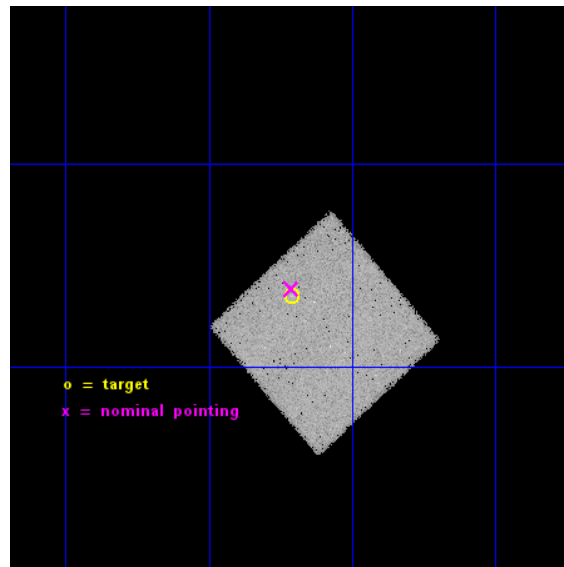 o = target
x = nominal pointing